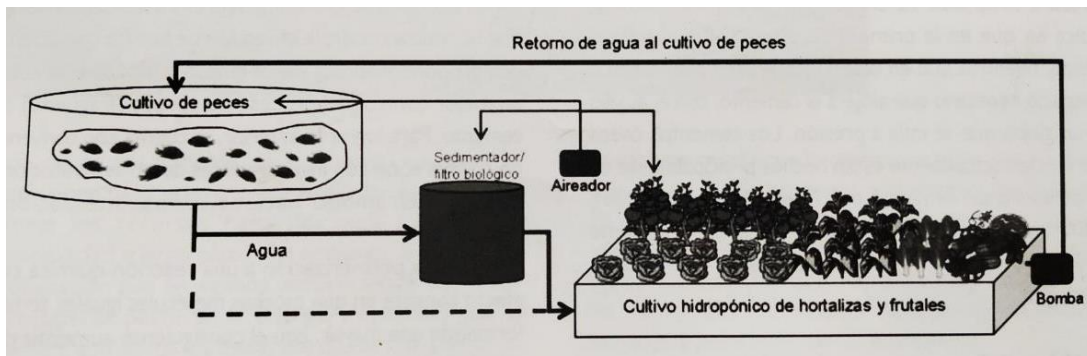 Retorno de agua al cultivo de peces
Cultivo de peces
Sedimentador/
filtro biológico
Aireador
Agua
Cultivo hidropónico de hortalizas y frutales
Bomba